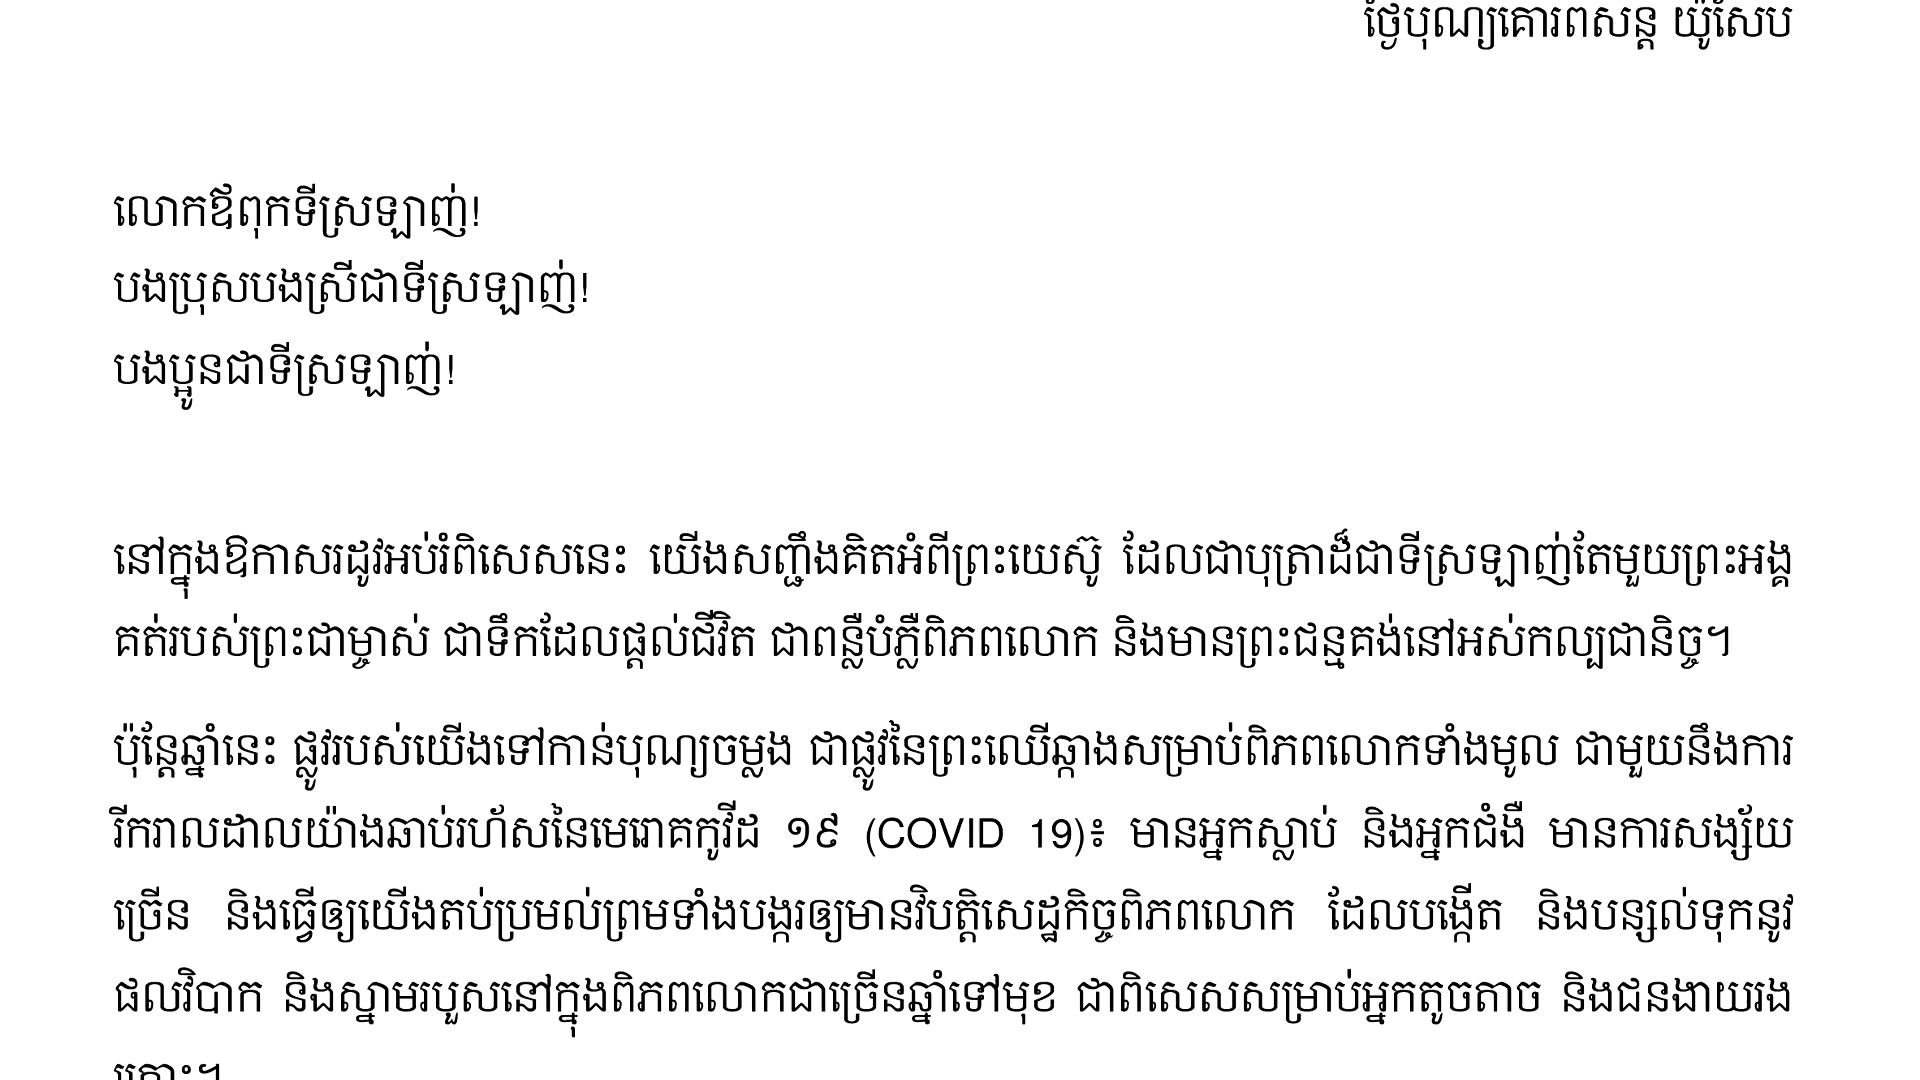 ថ្ងៃបុណ្យគោរពសន្ត យ៉ូសែប
លោកឪពុកទីស្រឡាញ់!
បងប្រុសបងស្រីជាទីស្រឡាញ់!
បងប្អូនជាទីស្រឡាញ់!
នៅក្នុងឱកាសរដូវអប់រំពិសេសនេះ យើងសញ្ជឹងគិតអំពីព្រះយេស៊ូ ដែលជាបុត្រាដ៏ជាទីស្រឡាញ់តែមួយព្រះអង្គ
គត់របស់ព្រះជាម្ចាស់ ជាទឹកដែលផ្តល់ជីវិត ជាពន្លឺបំភ្លឺពិភពលោក និងមានព្រះជន្មគង់នៅអស់កល្បជានិច្ច។
ប៉ុន្តែឆ្នាំនេះ ផ្លូវរបស់យើងទៅកាន់បុណ្យចម្លង ជាផ្លូវនៃព្រះឈើឆ្កាងសម្រាប់ពិភពលោកទាំងមូល ជាមួយនឹងការ
រីករាលដាលយ៉ាងឆាប់រហ័សនៃមេរោគកូវីដ ១៩ (COVID 19)៖ មានអ្នកស្លាប់ និងអ្នកជំងឺ មានការសង្ស័យ
ច្រើន និងធ្វើឲ្យយើងតប់ប្រមល់ព្រមទាំងបង្ករឲ្យមានវិបត្តិសេដ្ឋកិច្ចពិភពលោក ដែលបង្កើត និងបន្សល់ទុកនូវ
ផលវិបាក និងស្នាមរបួសនៅក្នុងពិភពលោកជាច្រើនឆ្នាំទៅមុខ ជាពិសេសសម្រាប់អ្នកតូចតាច និងជនងាយរង
គ្រោះ។